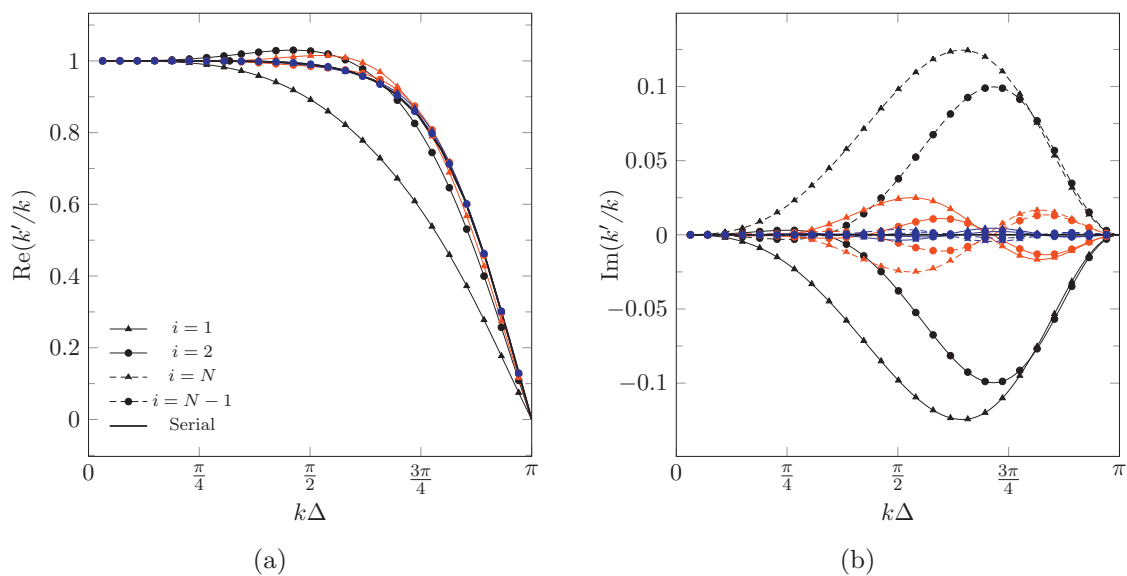 1
0.8
0.6
0.4
0.2
0
Re(k′/k)
i = 1
i = 2
i = N
i = N − 1
Serial
0
π/4
π/2
3π/4
π
kΔ
(a)
0.1
0.05
0
−0.05
−0.1
Im(k′/k)
0
π/4
π/2
3π/4
π
kΔ
(b)